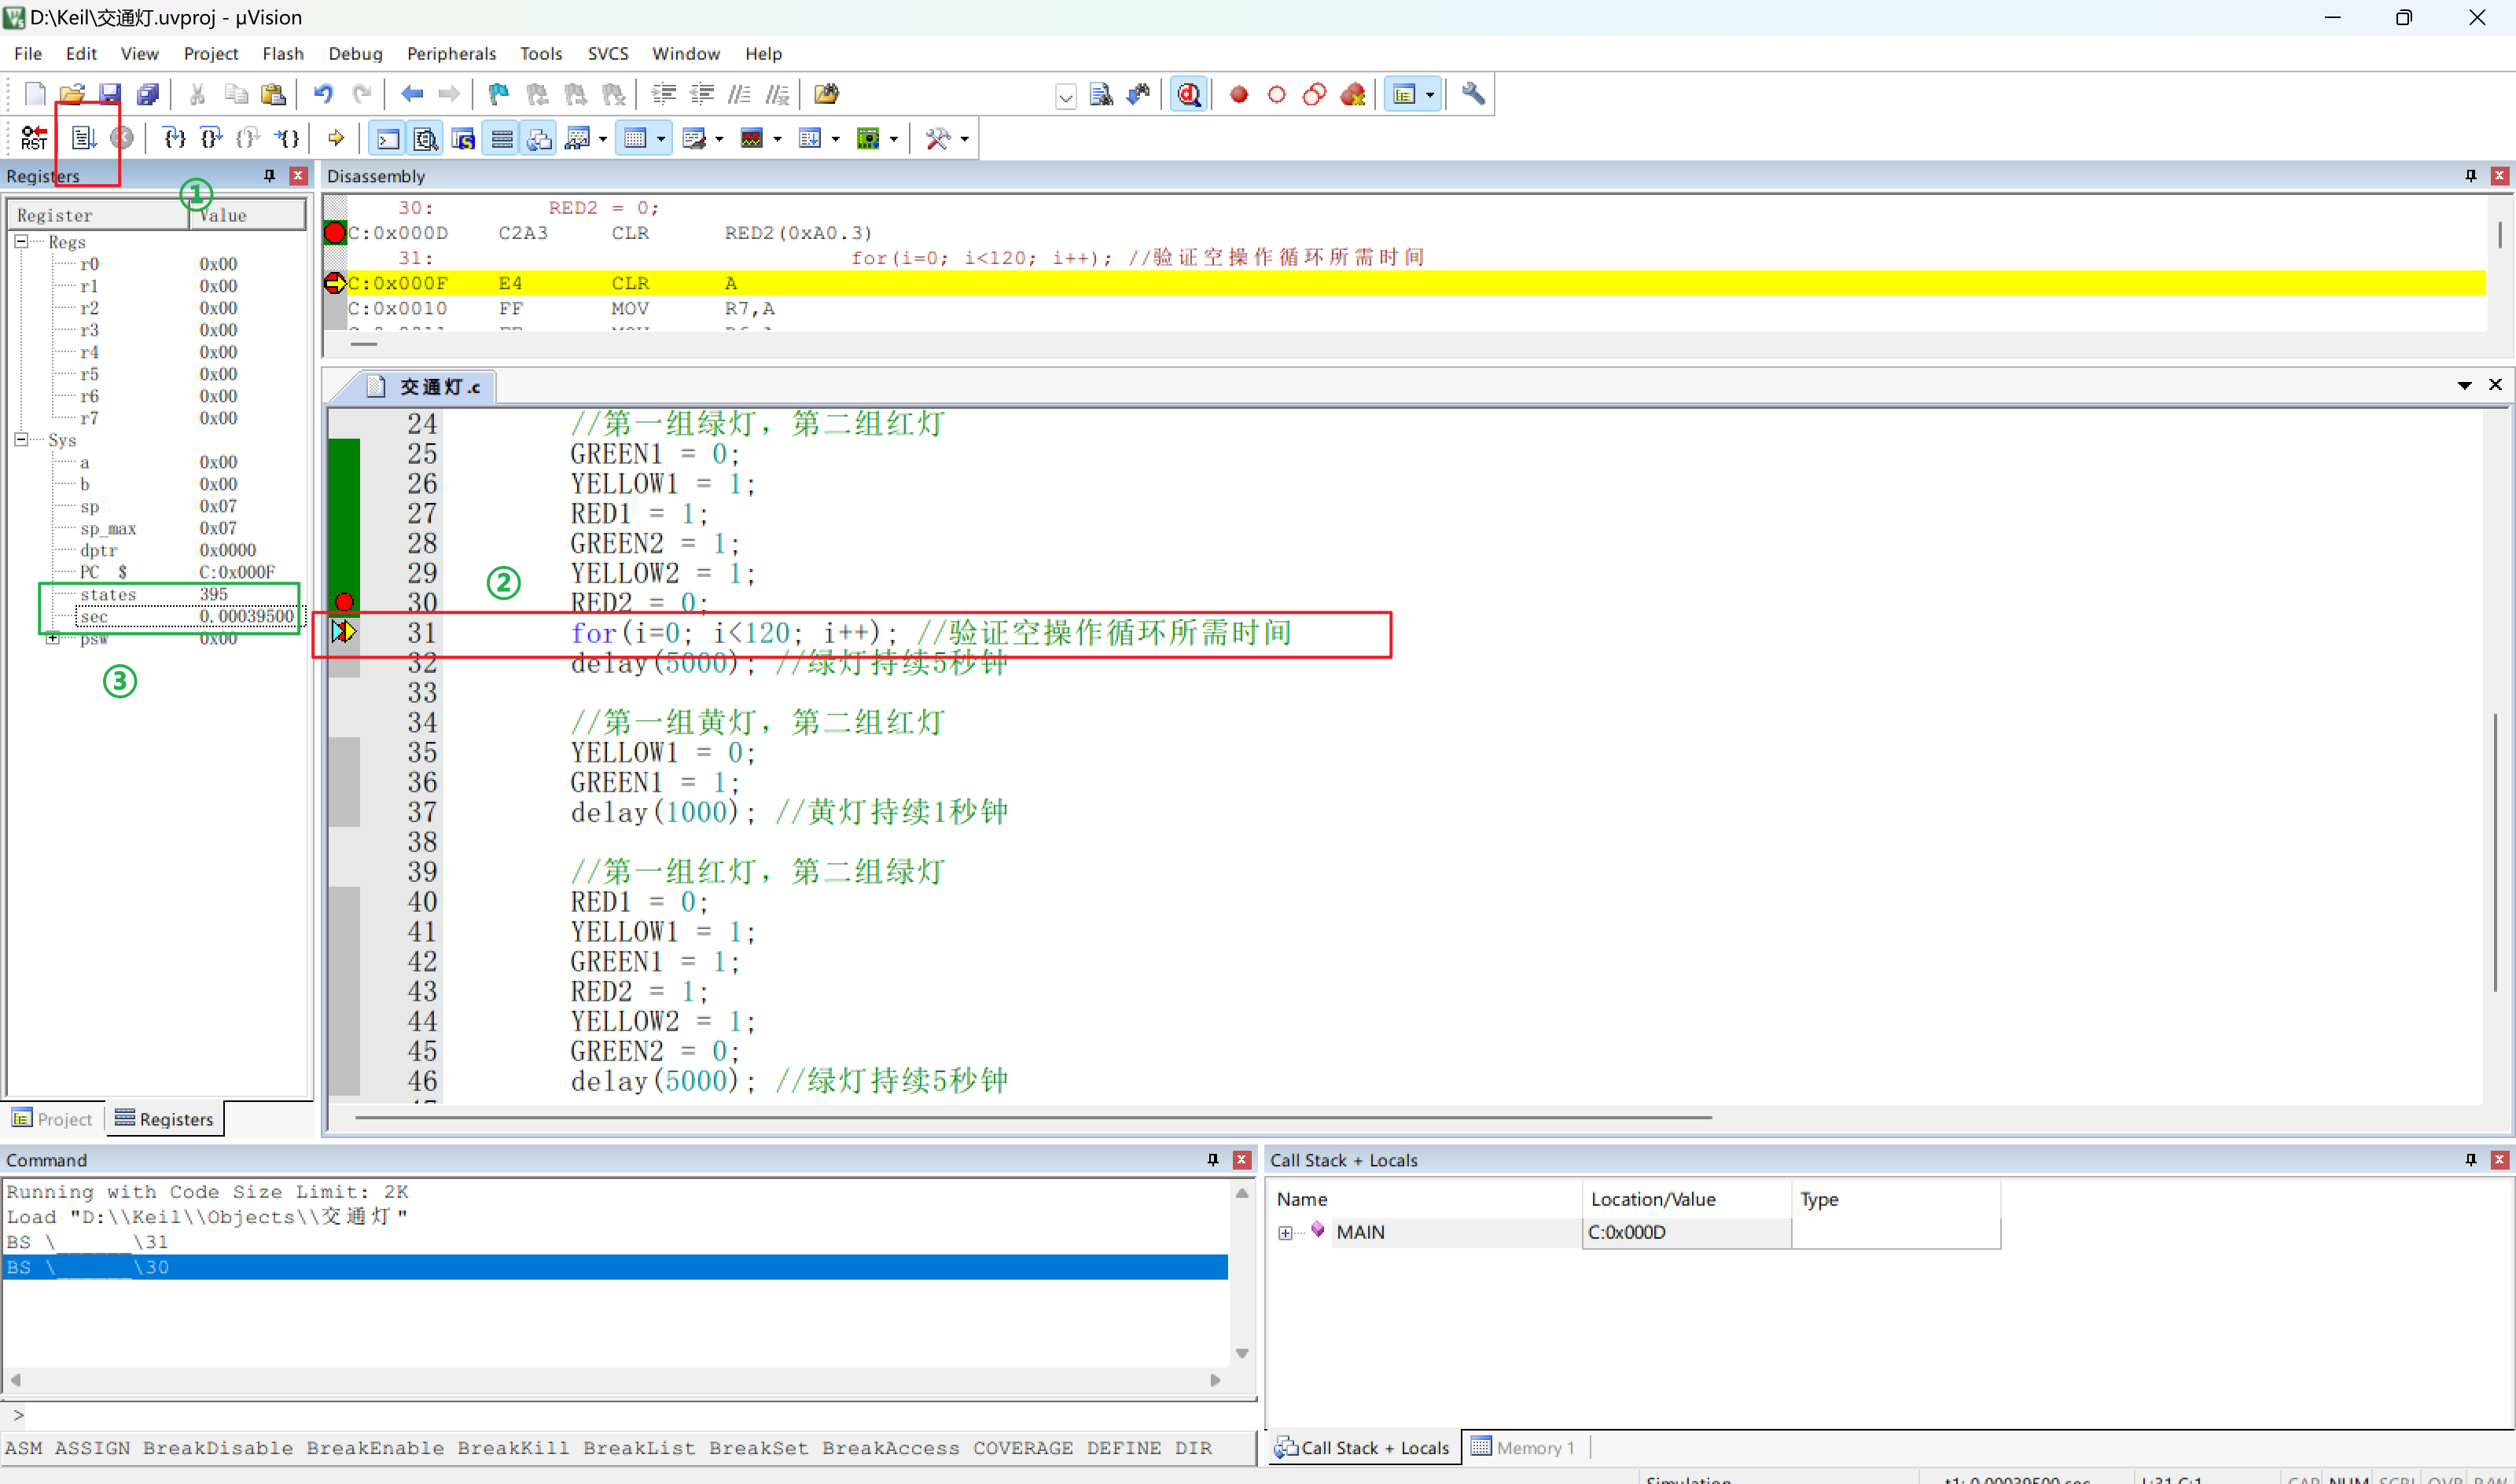 D:\Keil\交通灯.uvproj - µVision
File Edit View Project Flash Debug Peripherals Tools SVCS Window Help
RST
Registers
①
Disassembly
Register Value
Regs
r0 0x00
r1 0x00
r2 0x00
r3 0x00
r4 0x00
r5 0x00
r6 0x00
r7 0x00
Sys
a 0x00
b 0x00
sp 0x07
sp_max 0x07
dptr 0x0000
PC $ C:0x000F
states 395
sec 0.00039500
psw 0x00
③
30: RED2 = 0;
C:0x000D C2A3 CLR RED2(0xA0.3)
31: for(i=0; i<120; i++); //验证空操作循环所需时间
C:0x000F E4 CLR A
C:0x0010 FF MOV R7,A
交通灯.c
24 //第一组绿灯，第二组红灯
25 GREEN1 = 0;
26 YELLOW1 = 1;
27 RED1 = 1;
28 GREEN2 = 1;
29 YELLOW2 = 1;
②
30 RED2 = 0;
31 for(i=0; i<120; i++); //验证空操作循环所需时间
32 delay(5000); //绿灯持续5秒钟
33
34 //第一组黄灯，第二组红灯
35 YELLOW1 = 0;
36 GREEN1 = 1;
37 delay(1000); //黄灯持续1秒钟
38
39 //第一组红灯，第二组绿灯
40 RED1 = 0;
41 YELLOW1 = 1;
42 GREEN1 = 1;
43 RED2 = 1;
44 YELLOW2 = 1;
45 GREEN2 = 0;
46 delay(5000); //绿灯持续5秒钟
Project Registers
Command
Running with Code Size Limit: 2K
Load "D:\\Keil\\Objects\\交通灯"
BS \______\31
BS \______\30
>
ASM ASSIGN BreakDisable BreakEnable BreakKill BreakList BreakSet BreakAccess COVERAGE DEFINE DIR
Call Stack + Locals
Name Location/Value Type
MAIN C:0x000D
Call Stack + Locals Memory 1
Simulation t1: 0.00039500 sec L:31 C:1 CAP NUM SCRL OVR R/W